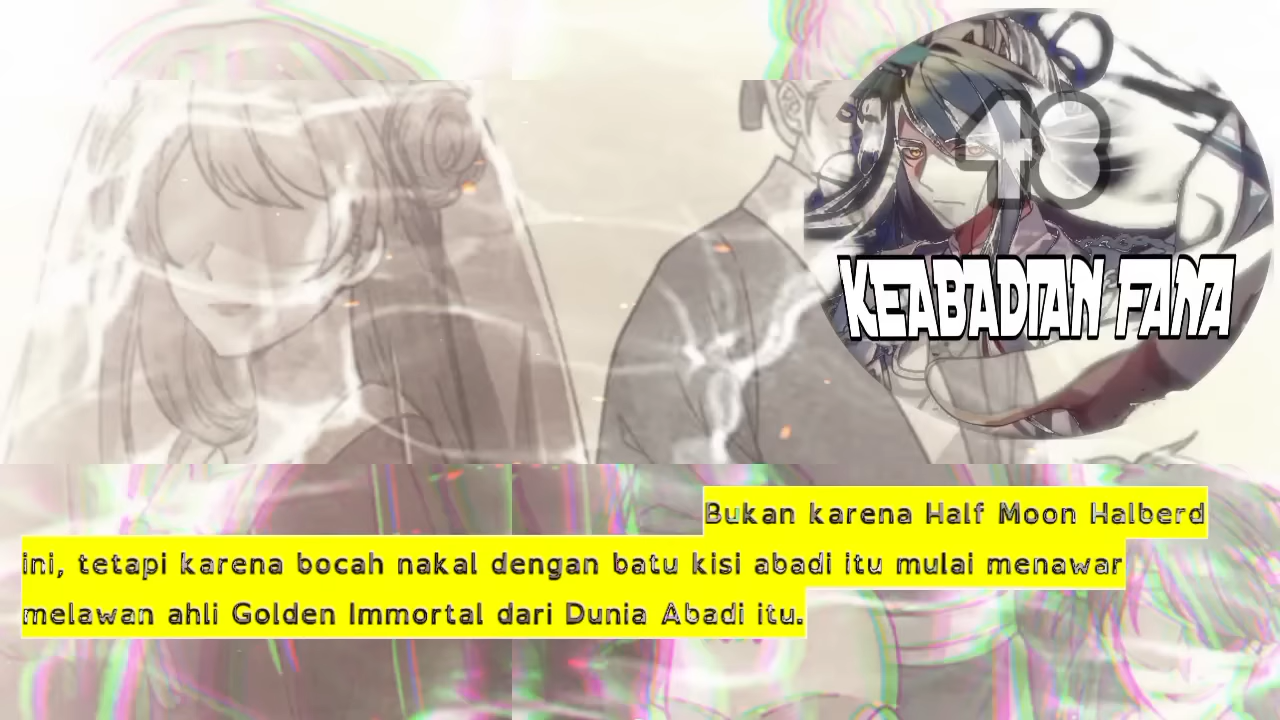 48
KEABADIAN FANA
Bukan karena Half Moon Halberd
ini, tetapi karena bocah nakal dengan batu kisi abadi itu mulai menawar
melawan ahli Golden Immortal dari Dunia Abadi itu.